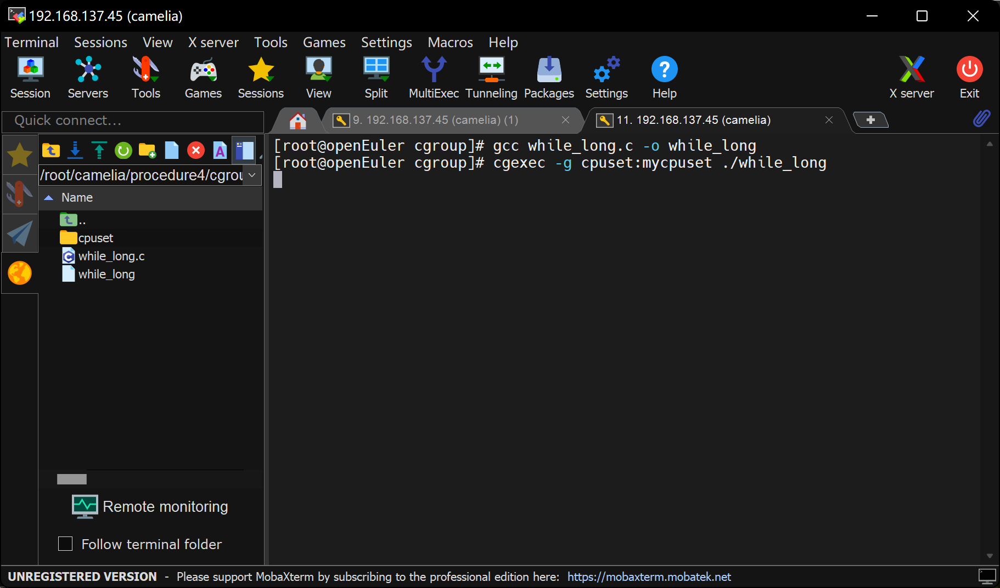 192.168.137.45 (camelia)
Terminal Sessions View X server Tools Games Settings Macros Help
Session Servers Tools Games Sessions View Split MultiExec Tunneling Packages Settings Help X server Exit
Quick connect...
9. 192.168.137.45 (camelia) (1)
11. 192.168.137.45 (camelia)
/root/camelia/procedure4/cgrou
Name
..
cpuset
while_long.c
while_long
[root@openEuler cgroup]# gcc while_long.c -o while_long
[root@openEuler cgroup]# cgexec -g cpuset:mycpuset ./while_long
Remote monitoring
Follow terminal folder
UNREGISTERED VERSION - Please support MobaXterm by subscribing to the professional edition here: https://mobaxterm.mobatek.net